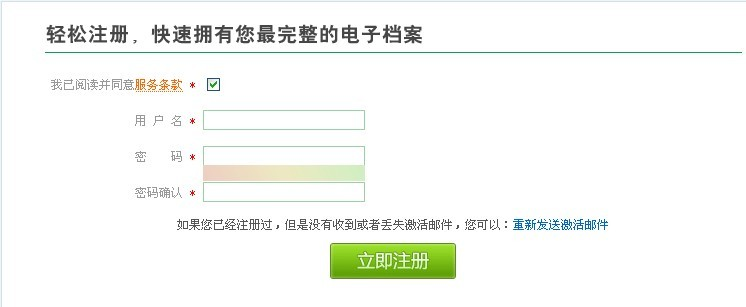 轻松注册，快速拥有您最完整的电子档案
我已阅读并同意服务条款 *
用 户 名 *
密 码 *
密码确认 *
如果您已经注册过，但是没有收到或者丢失激活邮件，您可以：重新发送激活邮件
立即注册